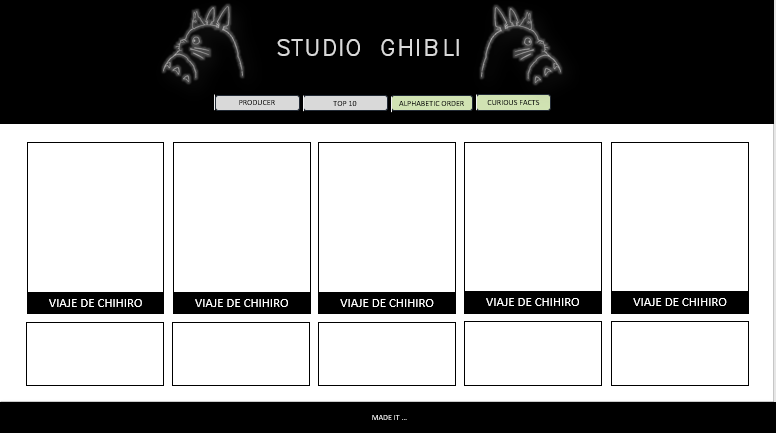 STUDIO GHIBLI
PRODUCER
TOP 10
ALPHABETIC ORDER
CURIOUS FACTS
VIAJE DE CHIHIRO
VIAJE DE CHIHIRO
VIAJE DE CHIHIRO
VIAJE DE CHIHIRO
VIAJE DE CHIHIRO
MADE IT ...